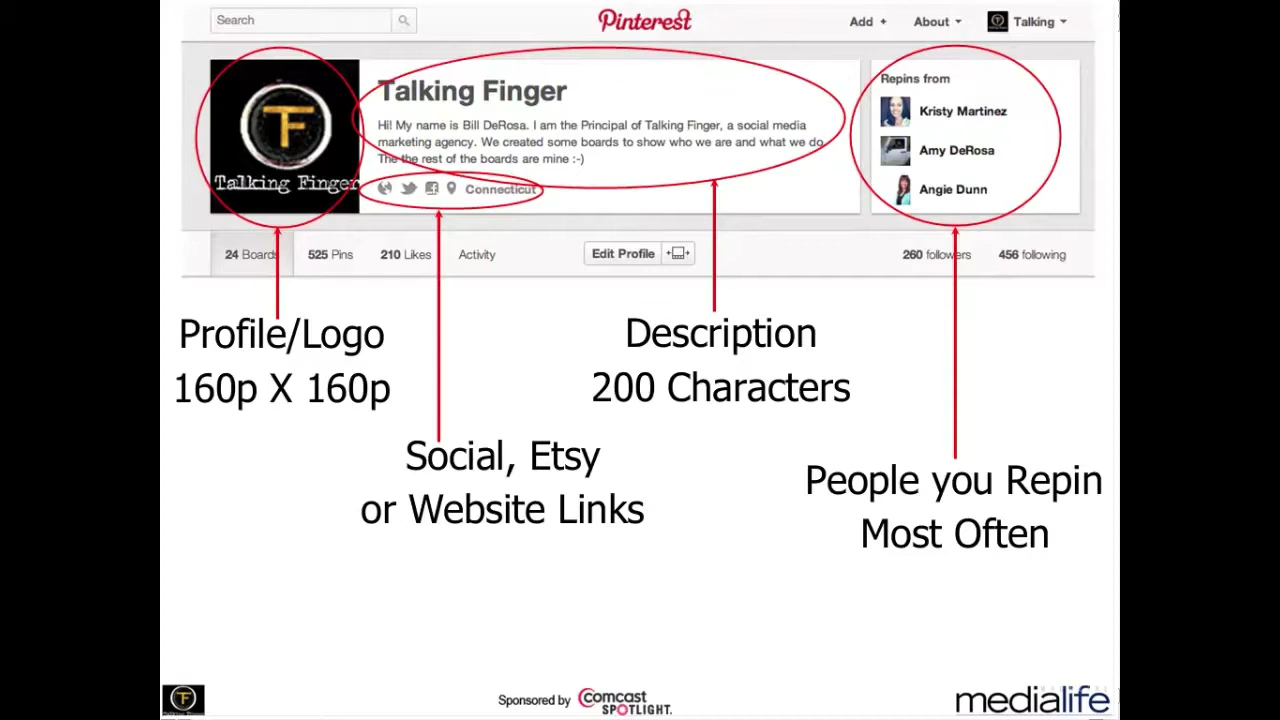 Search
Pinterest
Add +
About
Talking
Talking Finger
Hi! My name is Bill DeRosa. I am the Principal of Talking Finger, a social media
marketing agency. We created some boards to show who we are and what we do.
The the rest of the boards are mine :-)
Connecticut
TF
Talking Finger
Repins from
Kristy Martinez
Amy DeRosa
Angie Dunn
24 Boards
525 Pins
210 Likes
Activity
Edit Profile
260 followers
456 following
Profile/Logo
160p X 160p
Description
200 Characters
Social, Etsy
or Website Links
People you Repin
Most Often
TF
Sponsored by
Comcast
SPOTLIGHT.
medialife